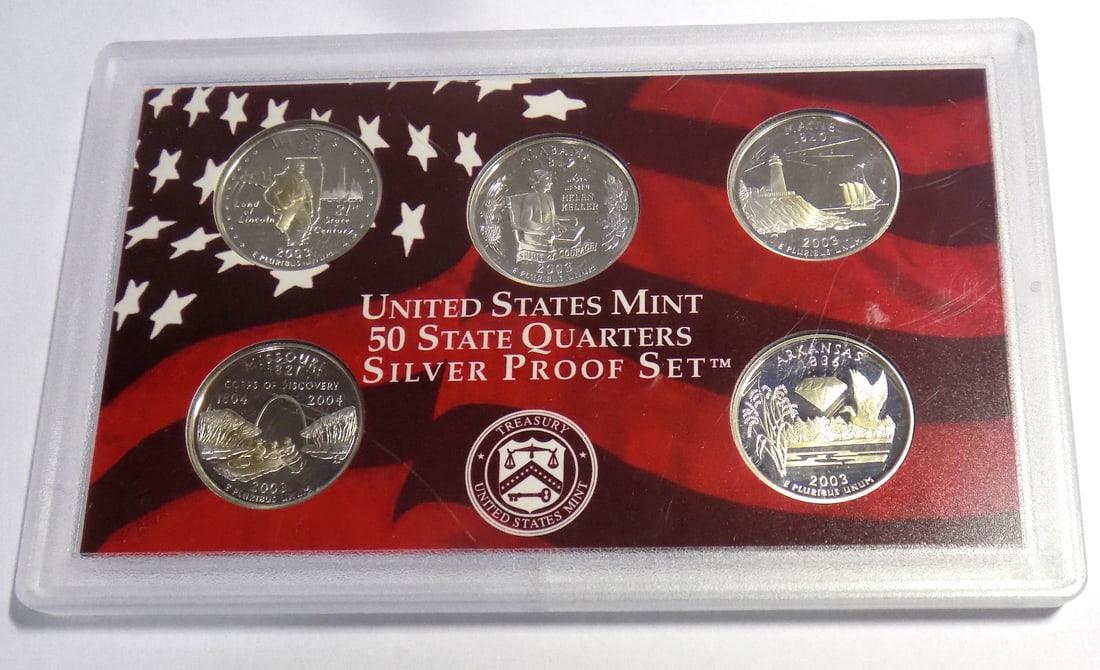 ALABAMA
HELEN
KELLER
SPIRIT OF COURAGE
2003
E PLURIBUS UNUM
Land
of
Lincoln
21st State
Century
2003
E PLURIBUS UNUM
MAINE
1820
2003
E PLURIBUS UNUM
UNITED STATES MINT
50 STATE QUARTERS
SILVER PROOF SET™
MISSOURI
1821
CORPS OF DISCOVERY
1804 2004
2003
E PLURIBUS UNUM
ARKANSAS
1836
2003
E PLURIBUS UNUM
TREASURY
UNITED STATES MINT